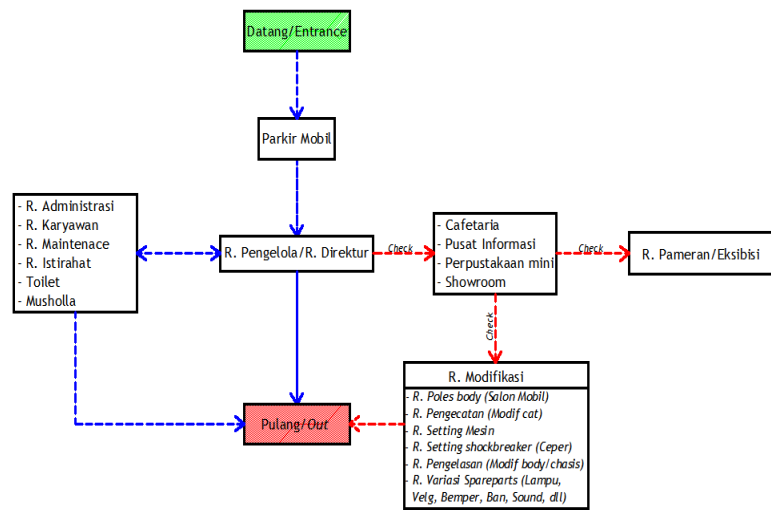 Datang/Entrance
Parkir Mobil
- R. Administrasi
- R. Karyawan
- R. Maintenace
- R. Istirahat
- Toilet
- Musholla
R. Pengelola/R. Direktur
Check
- Cafetaria
- Pusat Informasi
- Perpustakaan mini
- Showroom
Check
R. Pameran/Eksibisi
Check
R. Modifikasi
- R. Poles body (Salon Mobil)
- R. Pengecatan (Modif cat)
- R. Setting Mesin
- R. Setting shockbreaker (Ceper)
- R. Pengelasan (Modif body/chasis)
- R. Variasi Spareparts (Lampu,
Velg, Bemper, Ban, Sound, dll)
Pulang/Out